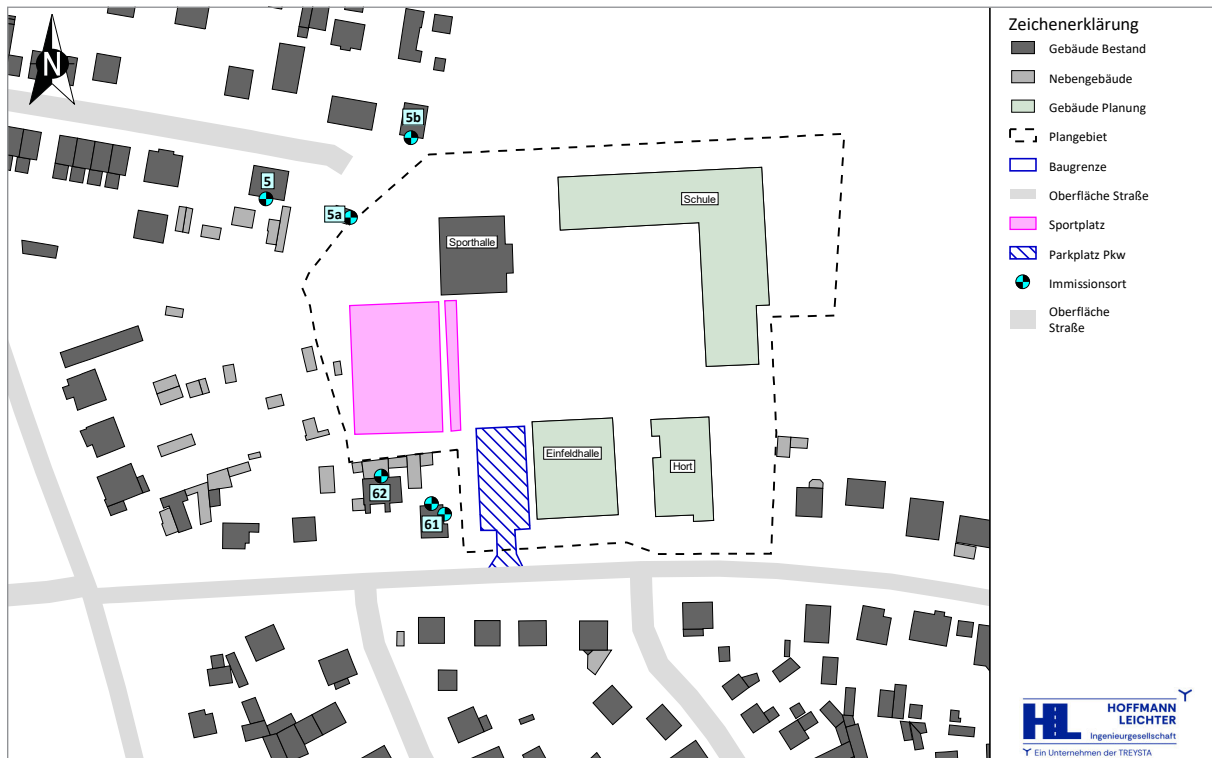 N
5b
5
5a
Schule
Sporthalle
Einfeldhalle
Hort
62
61
Zeichenerklärung
Gebäude Bestand
Nebengebäude
Gebäude Planung
Plangebiet
Baugrenze
Oberfläche Straße
Sportplatz
Parkplatz Pkw
Immissionsort
Oberfläche
Straße
HL
HOFFMANN
LEICHTER
Ingenieurgesellschaft
Ein Unternehmen der TREYSTA